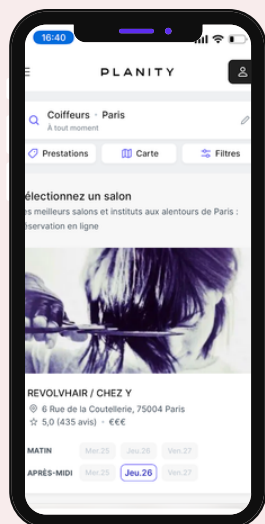 16:40
PLANITY
Coiffeurs · Paris
À tout moment
Prestations
Carte
Filtres
électionnez un salon
es meilleurs salons et instituts aux alentours de Paris :
éservation en ligne
REVOLVHAIR / CHEZ Y
6 Rue de la Coutellerie, 75004 Paris
5,0 (435 avis) · €€€
MATIN Mer.25 Jeu.26 Ven.27
APRÈS-MIDI Mer.25 Jeu.26 Ven.27